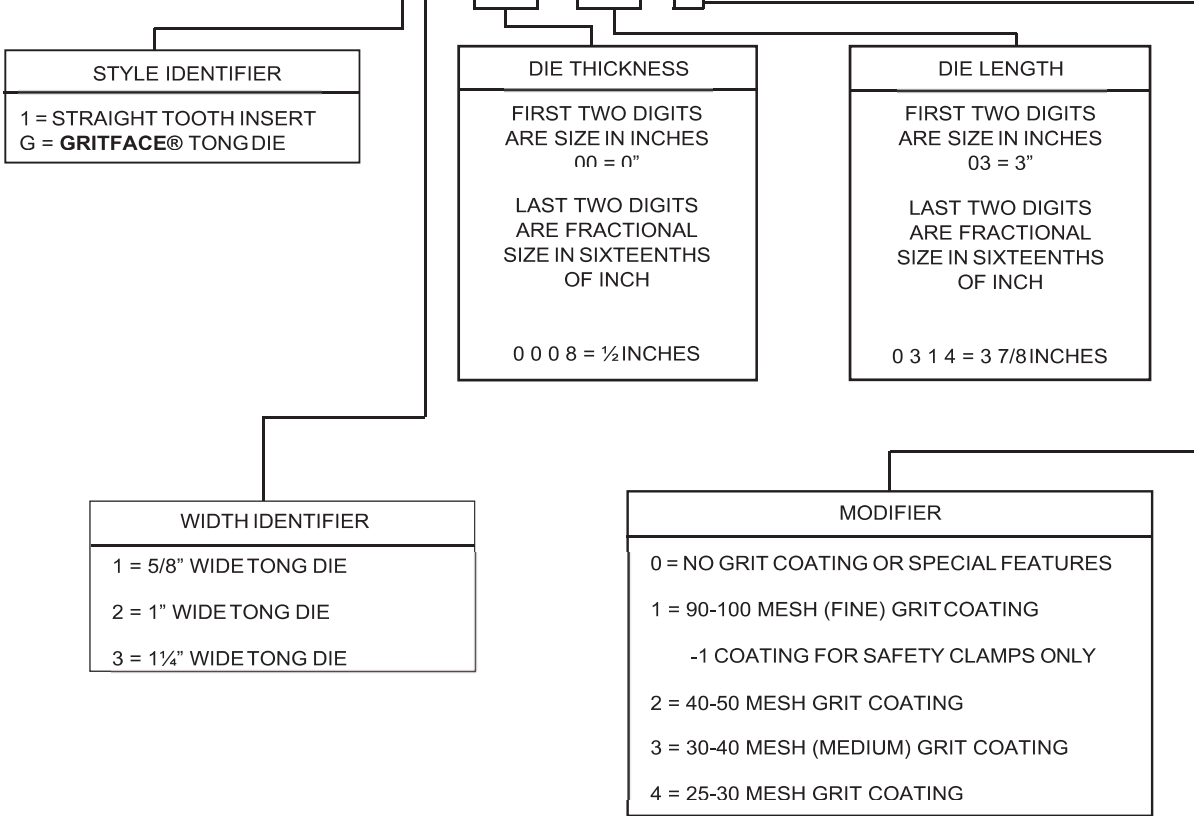 STYLE IDENTIFIER
1 = STRAIGHT TOOTH INSERT
G = GRITFACE® TONG DIE
DIE THICKNESS
FIRST TWO DIGITS
ARE SIZE IN INCHES
00 = 0”
LAST TWO DIGITS
ARE FRACTIONAL
SIZE IN SIXTEENTHS
OF INCH
0 0 0 8 = ½ INCHES
DIE LENGTH
FIRST TWO DIGITS
ARE SIZE IN INCHES
03 = 3”
LAST TWO DIGITS
ARE FRACTIONAL
SIZE IN SIXTEENTHS
OF INCH
0 3 1 4 = 3 7/8 INCHES
WIDTH IDENTIFIER
1 = 5/8” WIDE TONG DIE
2 = 1” WIDE TONG DIE
3 = 1¼” WIDE TONG DIE
MODIFIER
0 = NO GRIT COATING OR SPECIAL FEATURES
1 = 90-100 MESH (FINE) GRIT COATING
-1 COATING FOR SAFETY CLAMPS ONLY
2 = 40-50 MESH GRIT COATING
3 = 30-40 MESH (MEDIUM) GRIT COATING
4 = 25-30 MESH GRIT COATING